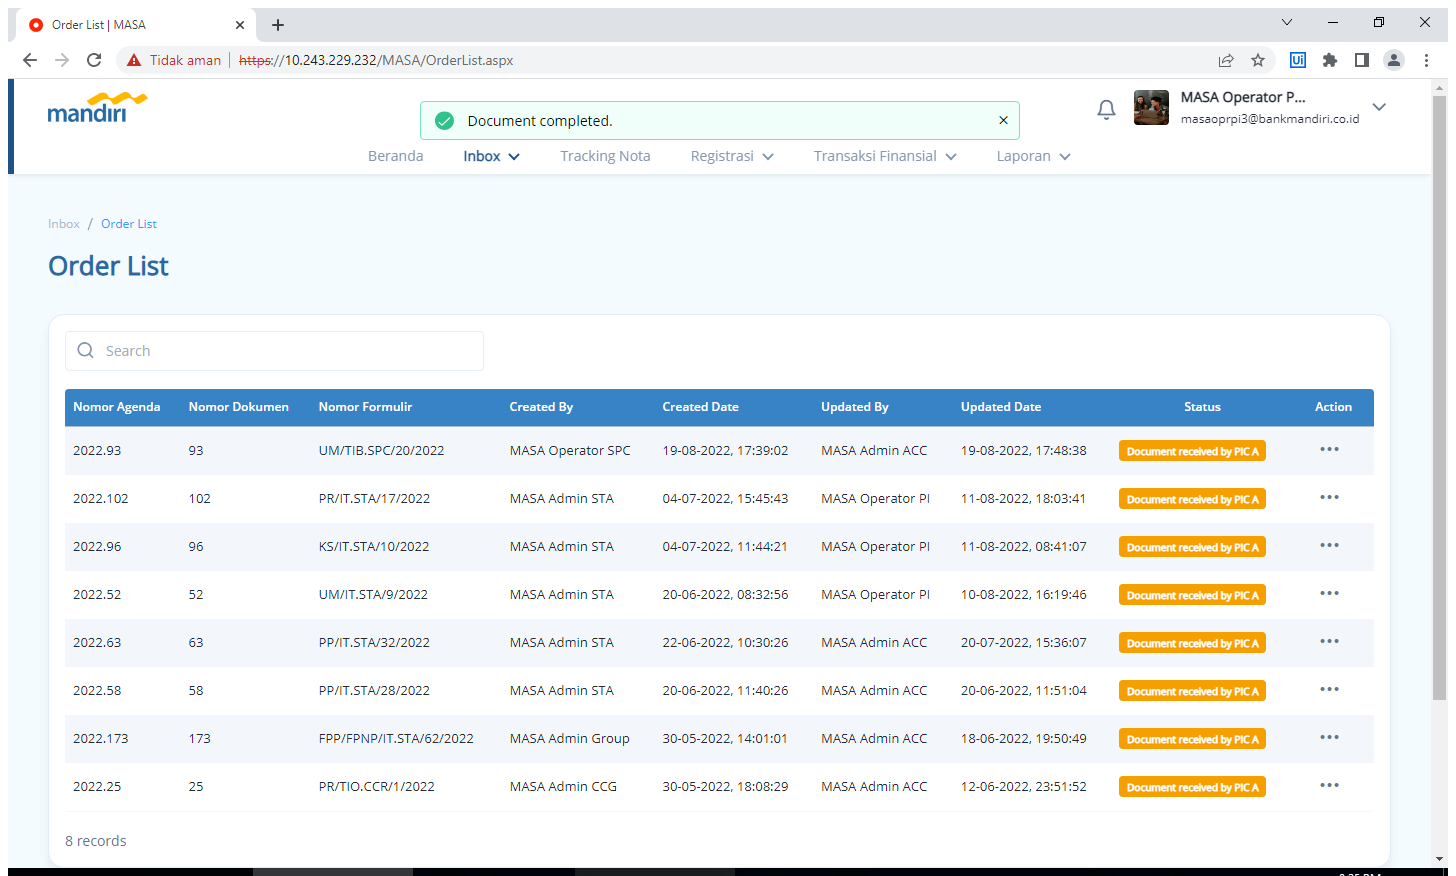 Order List | MASA
Tidak aman https://10.243.229.232/MASA/OrderList.aspx
Ui
mandiri
Document completed.
MASA Operator P...
masaoprpi3@bankmandiri.co.id
Beranda Inbox Tracking Nota Registrasi Transaksi Finansial Laporan
Inbox / Order List
Order List
Search
Nomor Agenda Nomor Dokumen Nomor Formulir Created By Created Date Updated By Updated Date Status Action
2022.93 93 UM/TIB.SPC/20/2022 MASA Operator SPC 19-08-2022, 17:39:02 MASA Admin ACC 19-08-2022, 17:48:38 Document received by PIC A
2022.102 102 PR/IT.STA/17/2022 MASA Admin STA 04-07-2022, 15:45:43 MASA Operator PI 11-08-2022, 18:03:41 Document received by PIC A
2022.96 96 KS/IT.STA/10/2022 MASA Admin STA 04-07-2022, 11:44:21 MASA Operator PI 11-08-2022, 08:41:07 Document received by PIC A
2022.52 52 UM/IT.STA/9/2022 MASA Admin STA 20-06-2022, 08:32:56 MASA Operator PI 10-08-2022, 16:19:46 Document received by PIC A
2022.63 63 PP/IT.STA/32/2022 MASA Admin STA 22-06-2022, 10:30:26 MASA Admin ACC 20-07-2022, 15:36:07 Document received by PIC A
2022.58 58 PP/IT.STA/28/2022 MASA Admin STA 20-06-2022, 11:40:26 MASA Admin ACC 20-06-2022, 11:51:04 Document received by PIC A
2022.173 173 FPP/FPNP/IT.STA/62/2022 MASA Admin Group 30-05-2022, 14:01:01 MASA Admin ACC 18-06-2022, 19:50:49 Document received by PIC A
2022.25 25 PR/TIO.CCR/1/2022 MASA Admin CCG 30-05-2022, 18:08:29 MASA Admin ACC 12-06-2022, 23:51:52 Document received by PIC A
8 records